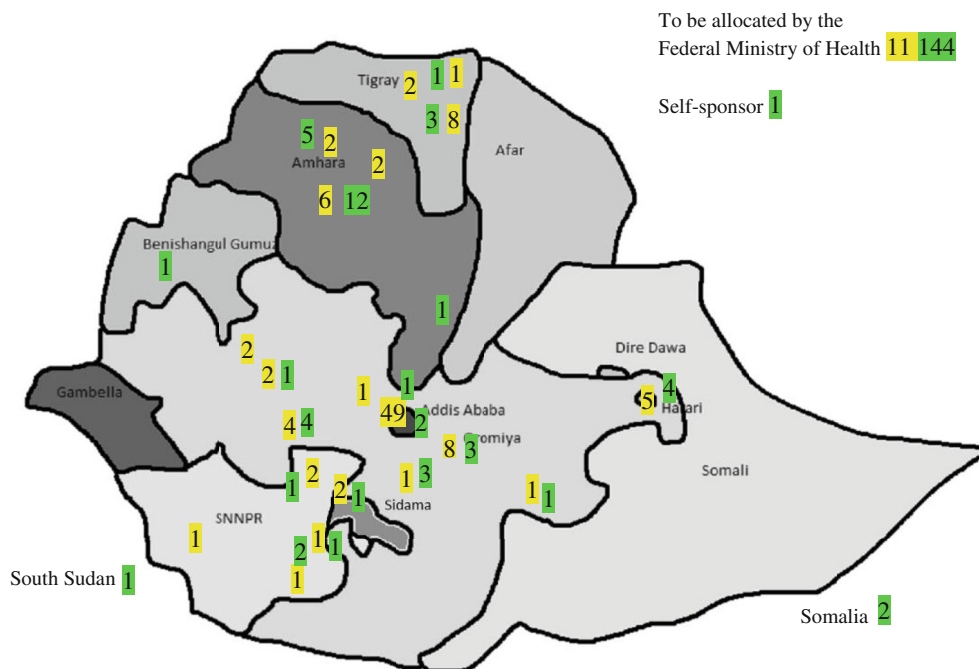 To be allocated by the
Federal Ministry of Health 11 144
Self-sponsor 1
Tigray 2 1 1
3 8
Afar
5 2
Amhara 2
6 12
Benishangul Gumuz
1
1
2
Dire Dawa
2 1
Gambella
1 1
4
5 Harari
49 Addis Ababa
2
4 4
Oromiya
8 3
2
1 3
Somali
1 2 1
Sidama
1 1
SNNPR
1
1
2 1
1
South Sudan 1
Somalia 2